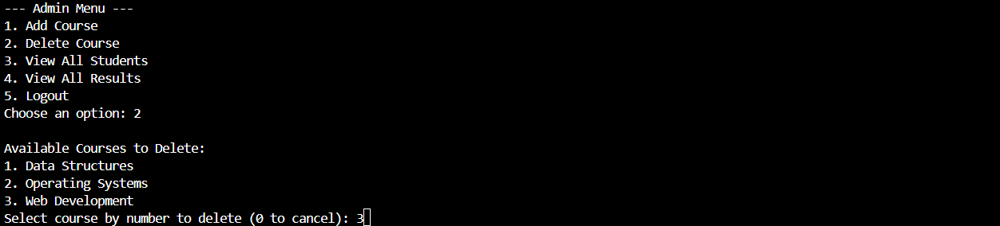 --- Admin Menu ---
1. Add Course
2. Delete Course
3. View All Students
4. View All Results
5. Logout
Choose an option: 2
Available Courses to Delete:
1. Data Structures
2. Operating Systems
3. Web Development
Select course by number to delete (0 to cancel): 3